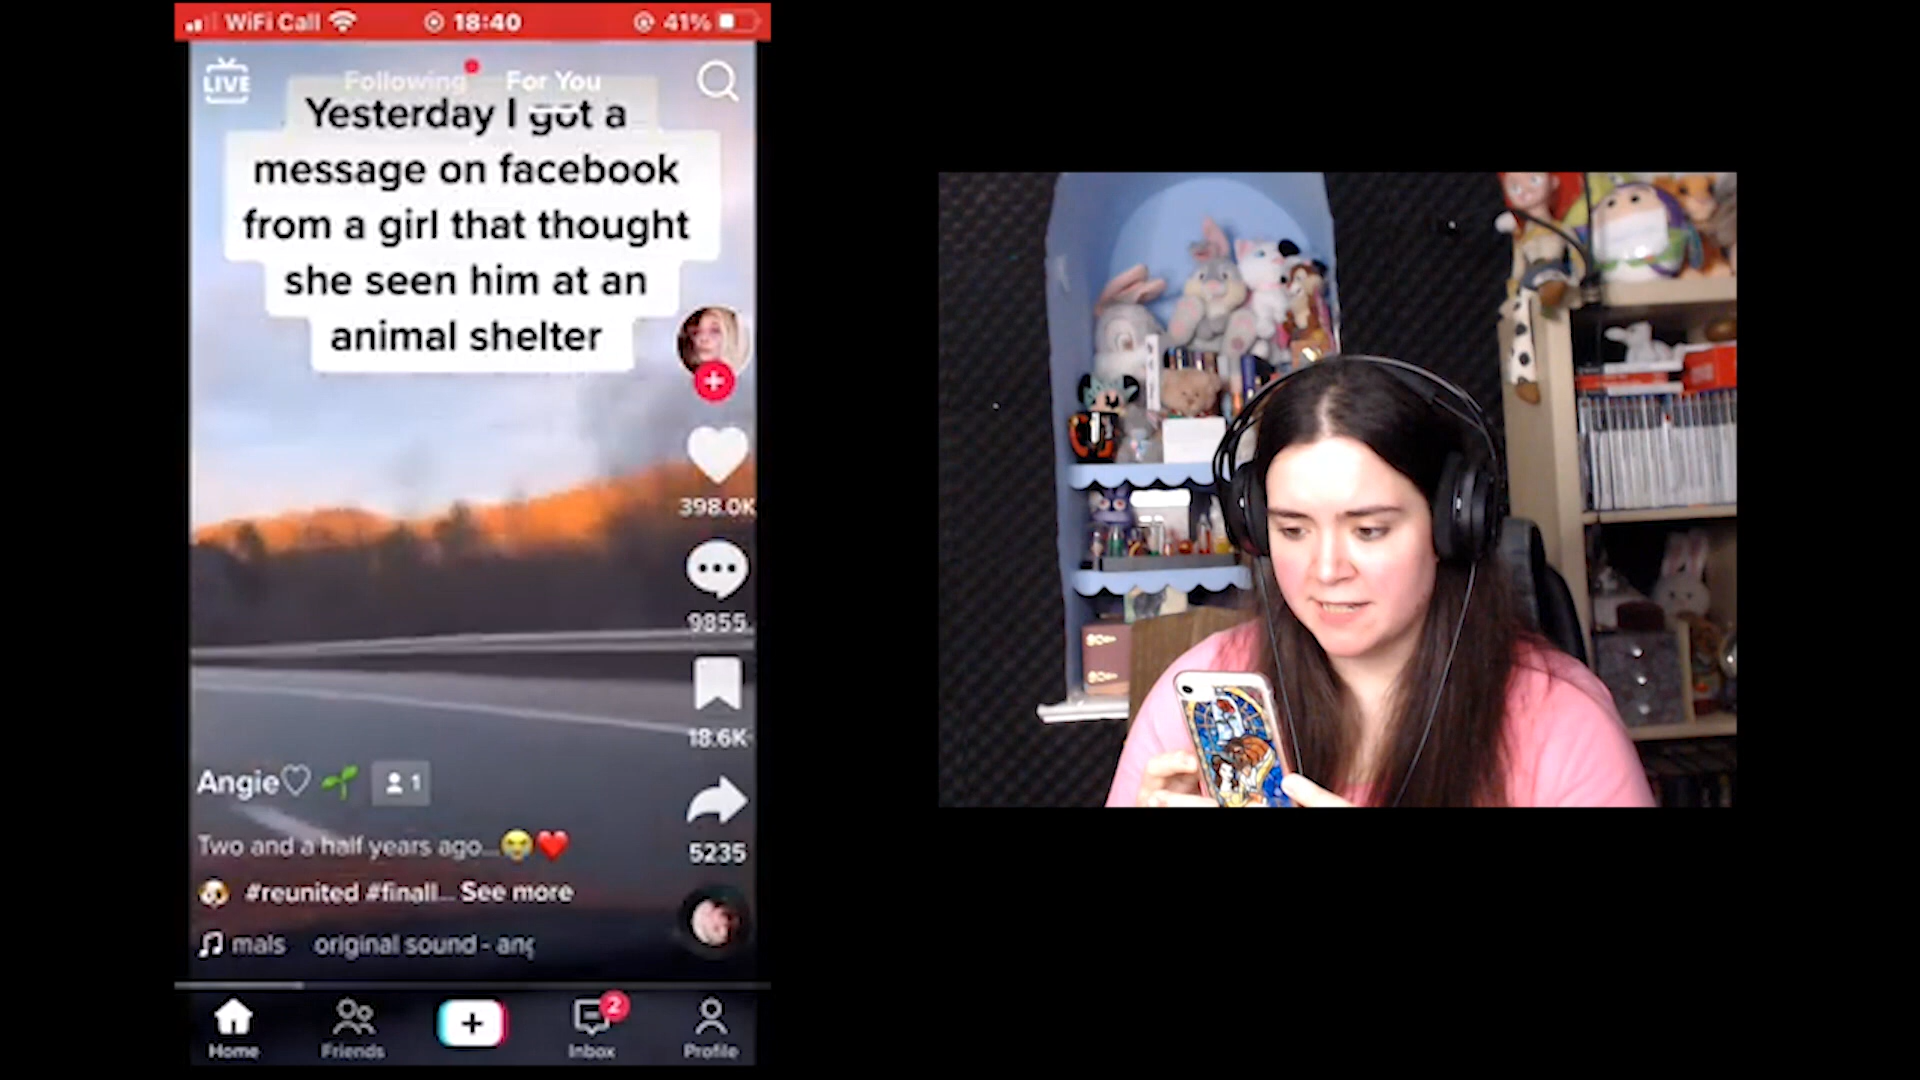 WiFi Call
18:40
41%
LIVE
Following
For You
Yesterday I got a
message on facebook
from a girl that thought
she seen him at an
animal shelter
398.0K
9855
18.6K
5235
Angie♡ 🌱
1
Two and a half years ago...😭❤️
#reunited #finall... See more
mals original sound - ang
Home
Friends
Inbox
2
Profile